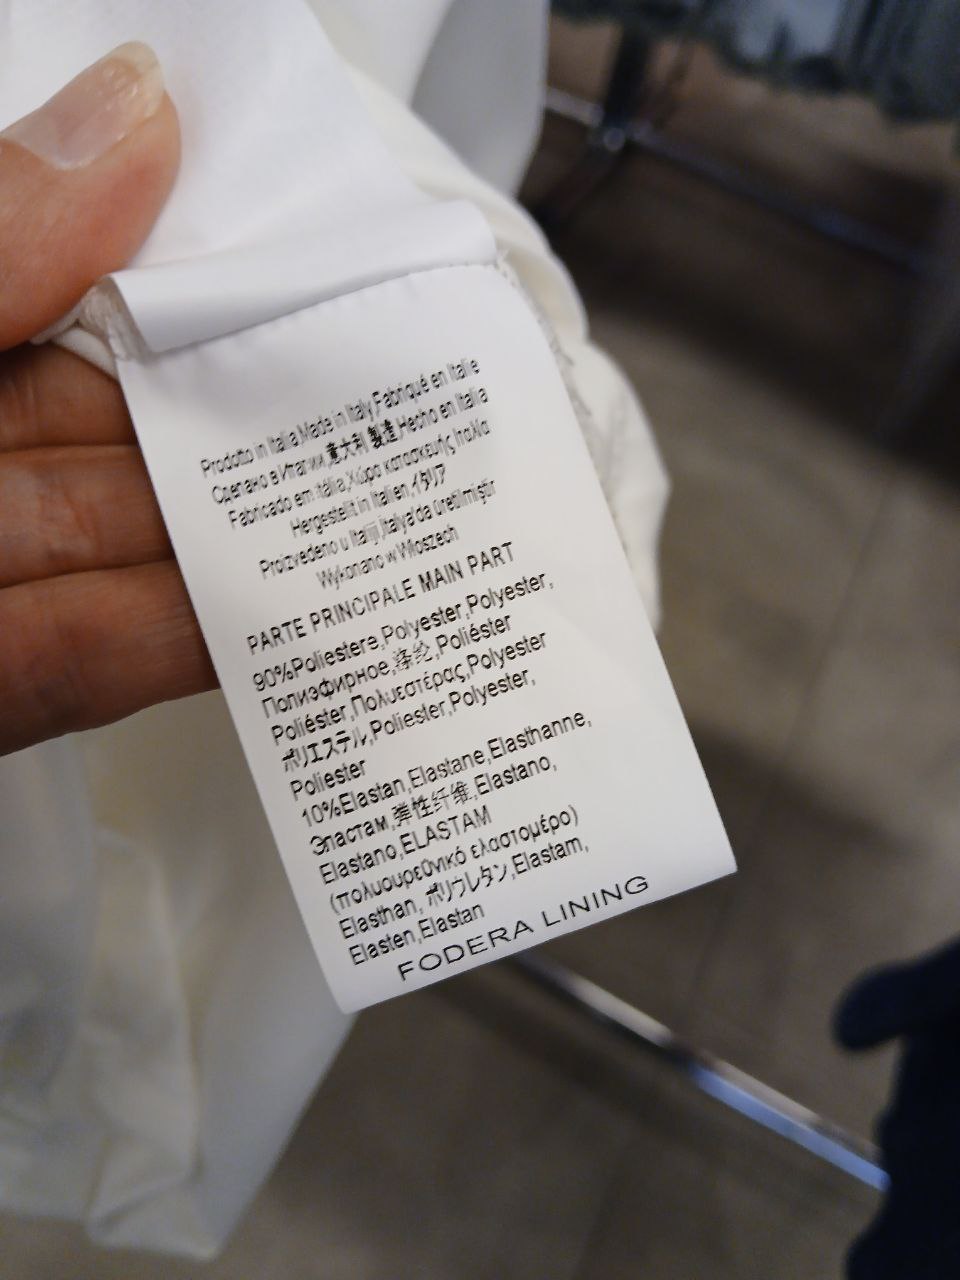 Prodotto in Italia,Made in Italy,Fabriqué en Italie
Сделано в Италии,意大利 製造,Hecho en Italia
Fabricado em Itália,Χώρα κατασκευής Ιταλία
Hergestellt in Italien,イタリア
Proizvedeno u Italiji,İtalya'da üretilmiştir
Wykonano w Włoszech
PARTE PRINCIPALE MAIN PART
90%Poliestere,Polyester,Polyester,
Полиэфирное,涤纶,Poliéster
Poliéster,Πολυεστέρας,Polyester
ポリエステル,Poliester,Polyester,
Poliester
10%Elastan,Elastane,Elasthanne,
Эластам,弹性纤维,Elastano,
Elastano,ELASTAM
(πολυουρεθνικό ελαστομέρο)
Elasthan, ポリウレタン,Elastam,
Elasten,Elastan
FODERA LINING